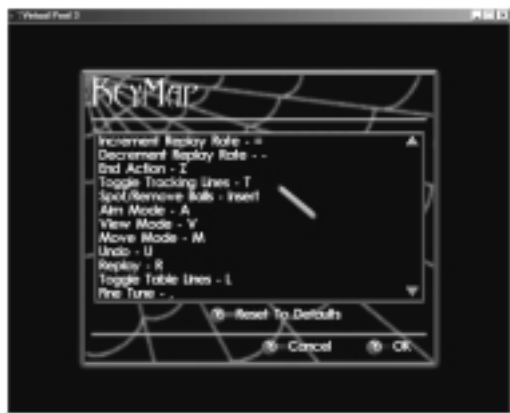 Virtual Pool 3
KeyMap
Increment Replay Rate - =
Decrement Replay Rate - -
End Action - I
Toggle Tracking Lines - T
Spot/Remove Balls - Insert
Aim Mode - A
View Mode - V
Move Mode - M
Undo - U
Replay - R
Toggle Table Lines - L
Fine Tune - ,
Reset To Defaults
Cancel
OK